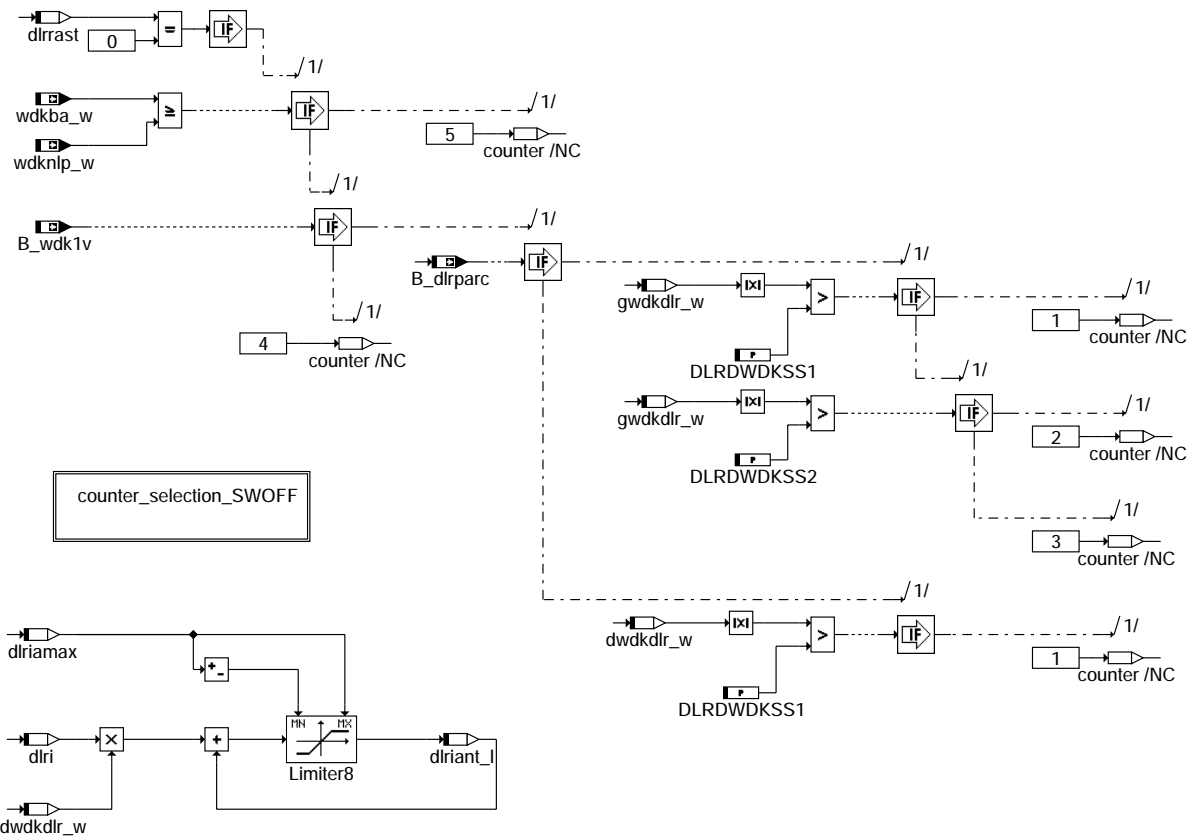 dlrrast
0
=
IF
1/
wdkba_w
≥
IF
1/
5
counter /NC
wdknlp_w
1/
B_wdk1v
IF
1/
B_dlrparc
IF
1/
gwdkdlr_w
|x|
>
IF
1/
1
counter /NC
DLRDWDKSS1
1/
4
counter /NC
1/
gwdkdlr_w
|x|
>
IF
1/
2
counter /NC
DLRDWDKSS2
counter_selection_SWOFF
1/
3
counter /NC
1/
dwdkdlr_w
|x|
>
IF
1/
1
counter /NC
P
DLRDWDKSS1
dlriamax
+
-
MN
MX
dlri
X
+
Limiter8
dlriant_l
dwdkdlr_w